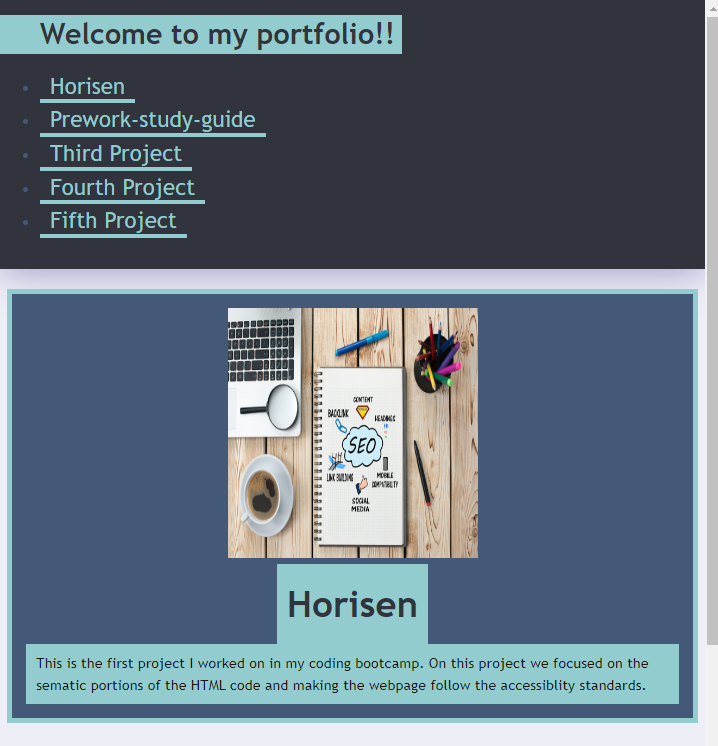 Welcome to my portfolio!!
Horisen
Prework-study-guide
Third Project
Fourth Project
Fifth Project
CONTENT
BACKLINK
HEADINGS
SEO
LINK BUILDING
MOBILE
COMPATIBILITY
SOCIAL
MEDIA
Horisen
This is the first project I worked on in my coding bootcamp. On this project we focused on the
sematic portions of the HTML code and making the webpage follow the accessiblity standards.